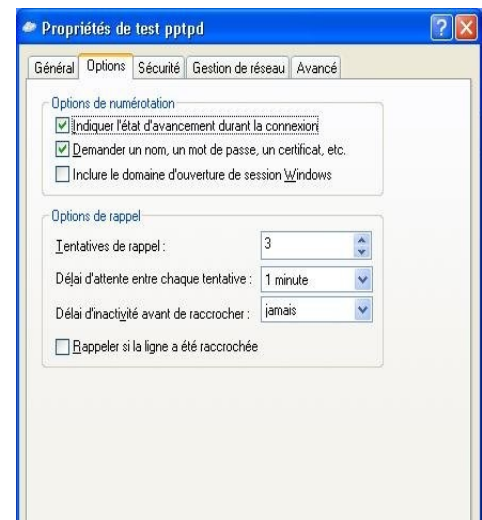 Propriétés de test pptpd
Général Options Sécurité Gestion de réseau Avancé
Options de numérotation
Indiquer l'état d'avancement durant la connexion
Demander un nom, un mot de passe, un certificat, etc.
Inclure le domaine d'ouverture de session Windows
Options de rappel
Tentatives de rappel : 3
Délai d'attente entre chaque tentative : 1 minute
Délai d'inactivité avant de raccrocher : jamais
Rappeler si la ligne a été raccrochée